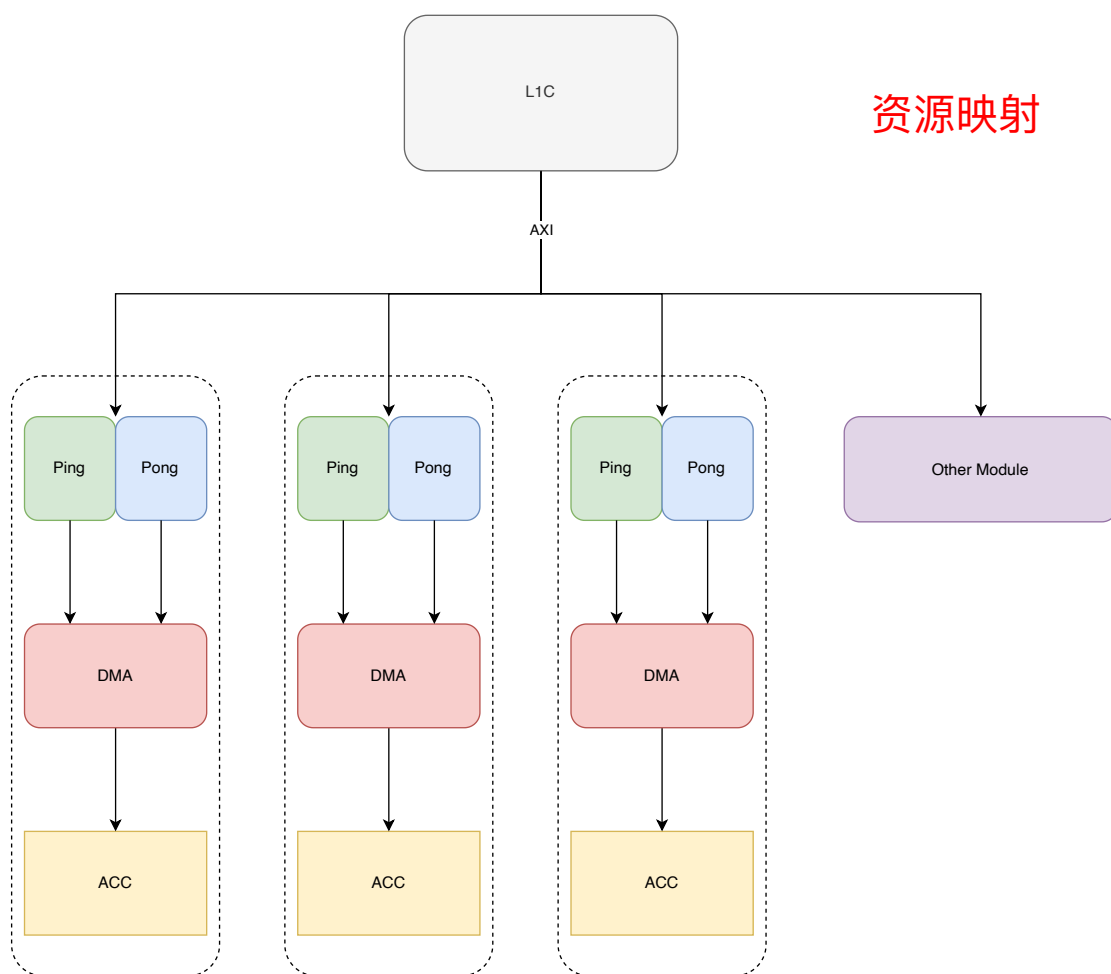 L1C
资源映射
AXI
Ping
Pong
Ping
Pong
Ping
Pong
Other Module
DMA
DMA
DMA
ACC
ACC
ACC